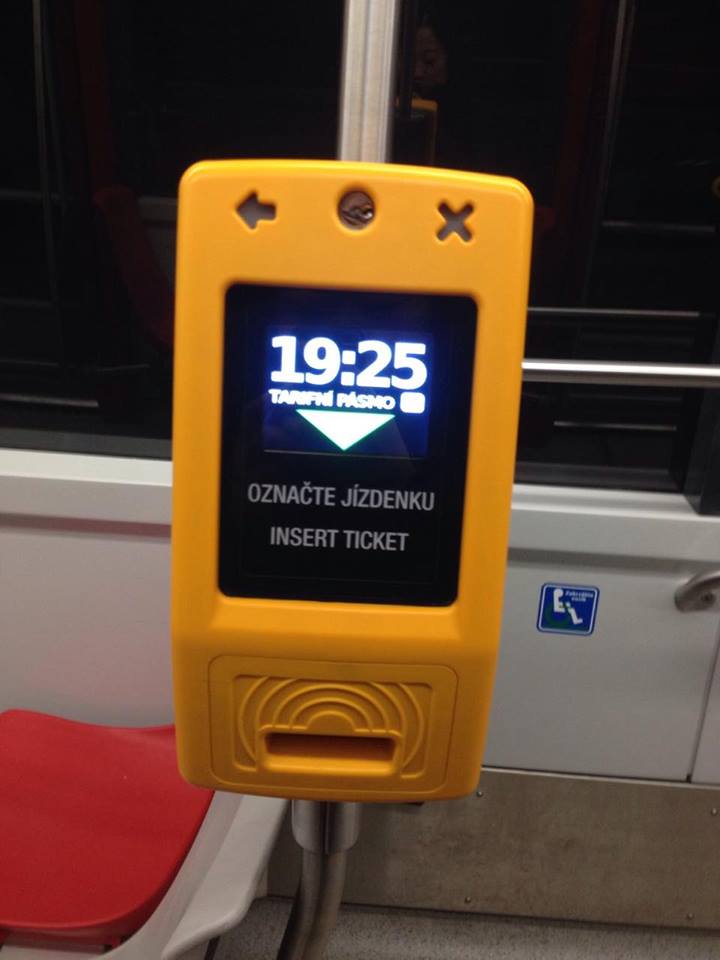 19:25
TARIFNÍ PÁSMO
OZNAČTE JÍZDENKU
INSERT TICKET